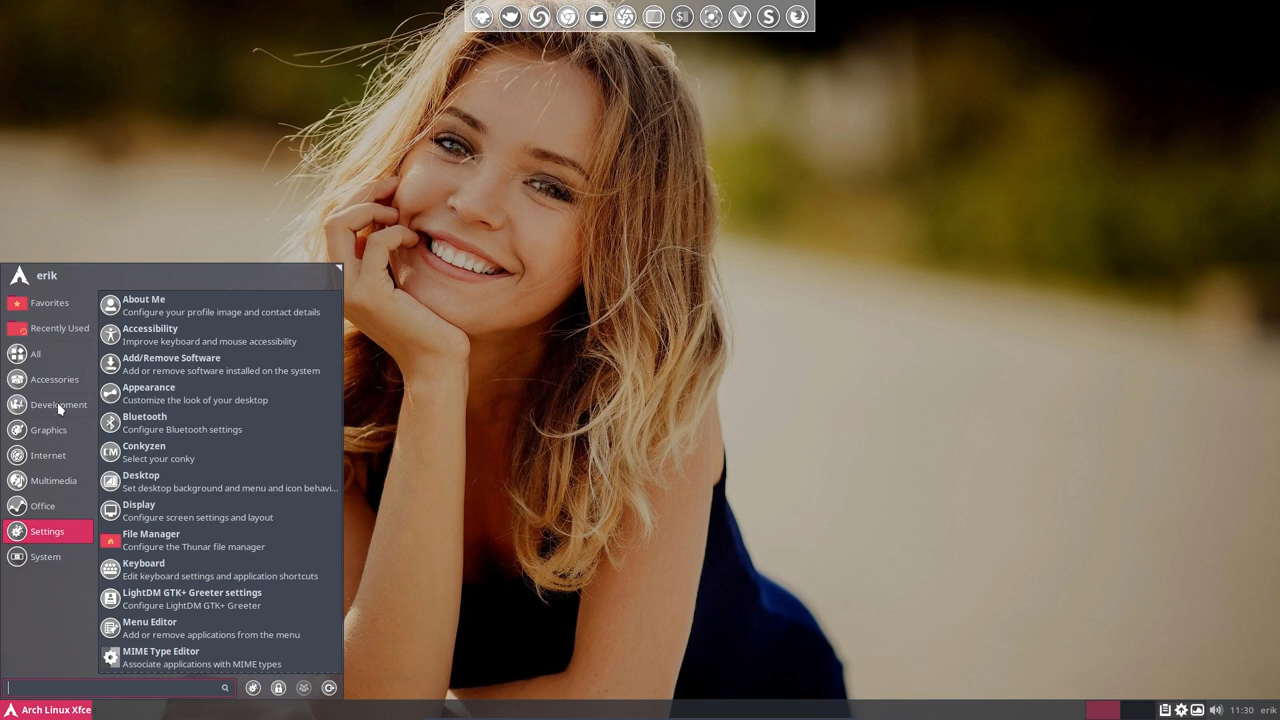 erik
Favorites
Recently Used
All
Accessories
Development
Graphics
Internet
Multimedia
Office
Settings
System
About Me
Configure your profile image and contact details
Accessibility
Improve keyboard and mouse accessibility
Add/Remove Software
Add or remove software installed on the system
Appearance
Customize the look of your desktop
Bluetooth
Configure Bluetooth settings
CM
Conkyzen
Select your conky
Desktop
Set desktop background and menu and icon behavi...
Display
Configure screen settings and layout
File Manager
Configure the Thunar file manager
Keyboard
Edit keyboard settings and application shortcuts
LightDM GTK+ Greeter settings
Configure LightDM GTK+ Greeter
Menu Editor
Add or remove applications from the menu
MIME Type Editor
Associate applications with MIME types
Arch Linux Xfce
11:30 erik